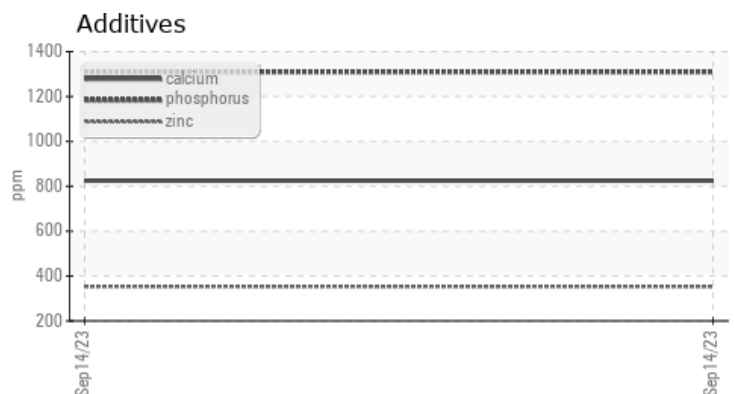 Additives
1400
calcium
1200
phosphorus
zinc
1000
ppm
800
600
400
200
Sep14/23
Sep14/23